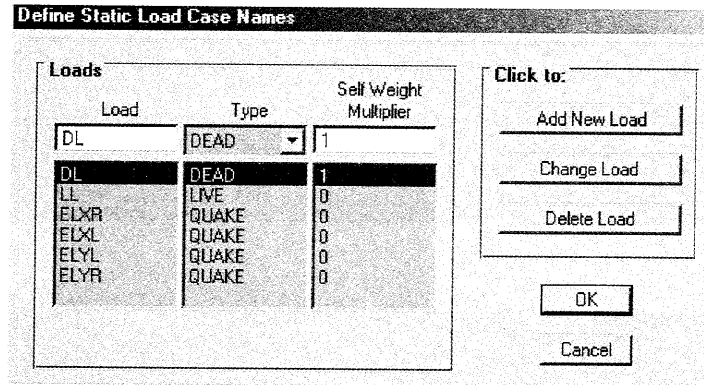 Define Static Load Case Names
Loads
Click to:
Load Type Self Weight Multiplier
DL DEAD 1
DL DEAD 1
LL LIVE 0
ELXR QUAKE 0
ELXL QUAKE 0
ELYL QUAKE 0
ELYR QUAKE 0
Add New Load
Change Load
Delete Load
OK
Cancel